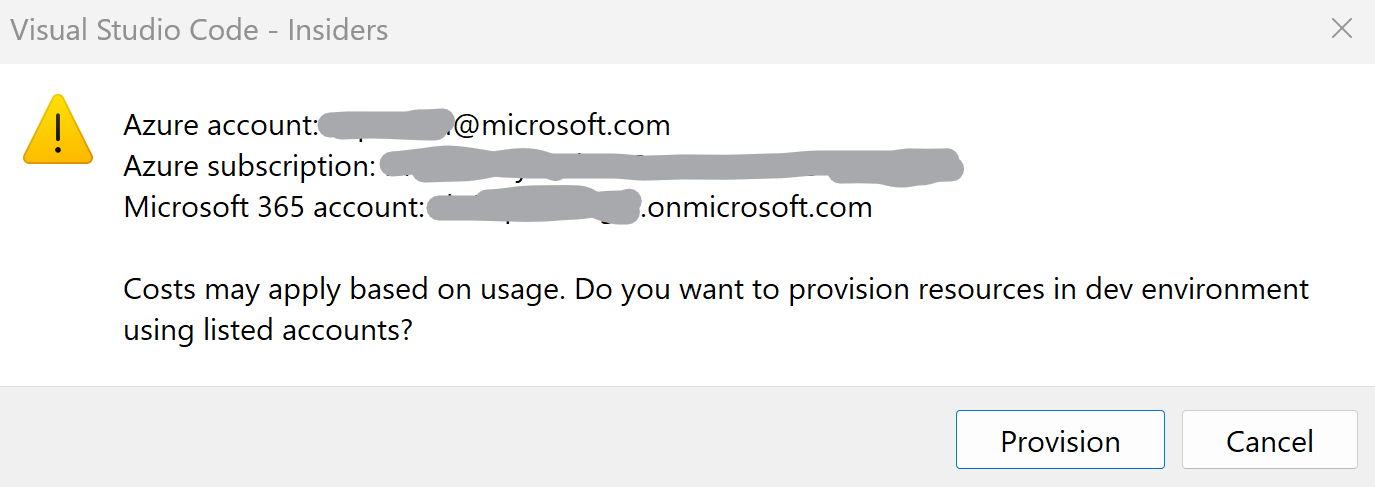 Visual Studio Code - Insiders
Azure account: @microsoft.com
Azure subscription:
Microsoft 365 account: .onmicrosoft.com
Costs may apply based on usage. Do you want to provision resources in dev environment
using listed accounts?
Provision Cancel